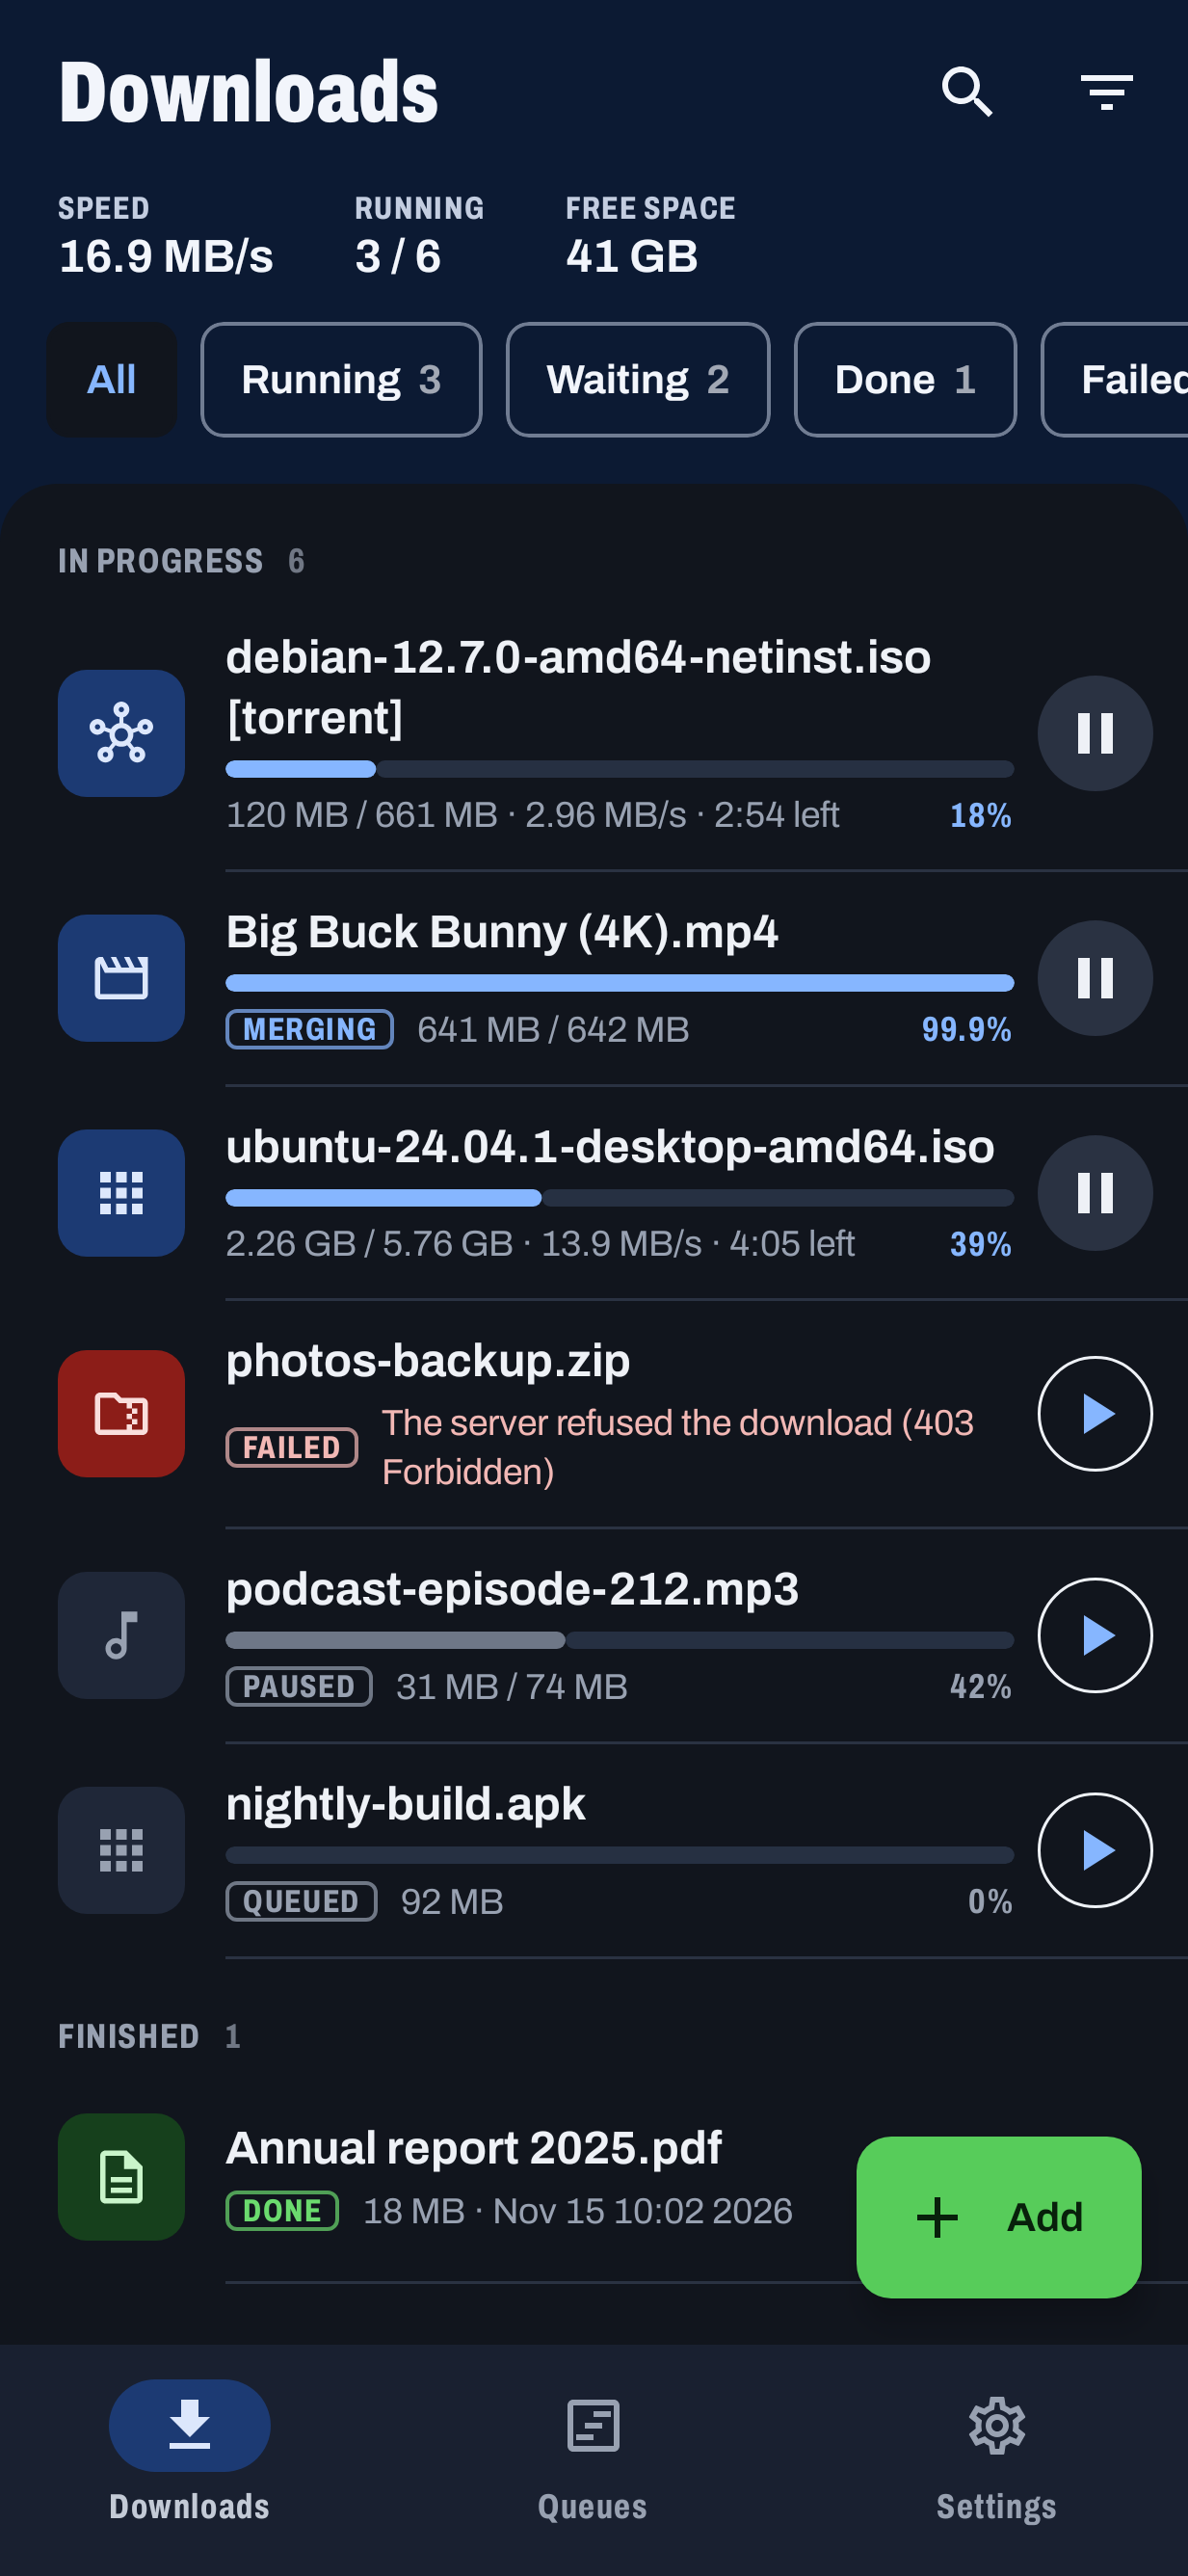 Downloads
SPEED
16.9 MB/s
RUNNING
3 / 6
FREE SPACE
41 GB
All
Running 3
Waiting 2
Done 1
Failed
IN PROGRESS 6
debian-12.7.0-amd64-netinst.iso
[torrent]
120 MB / 661 MB · 2.96 MB/s · 2:54 left 18%
Big Buck Bunny (4K).mp4
MERGING 641 MB / 642 MB 99.9%
ubuntu-24.04.1-desktop-amd64.iso
2.26 GB / 5.76 GB · 13.9 MB/s · 4:05 left 39%
photos-backup.zip
FAILED
The server refused the download (403
Forbidden)
podcast-episode-212.mp3
PAUSED 31 MB / 74 MB 42%
nightly-build.apk
QUEUED 92 MB 0%
FINISHED 1
Annual report 2025.pdf
DONE 18 MB · Nov 15 10:02 2026
Add
Downloads
Queues
Settings